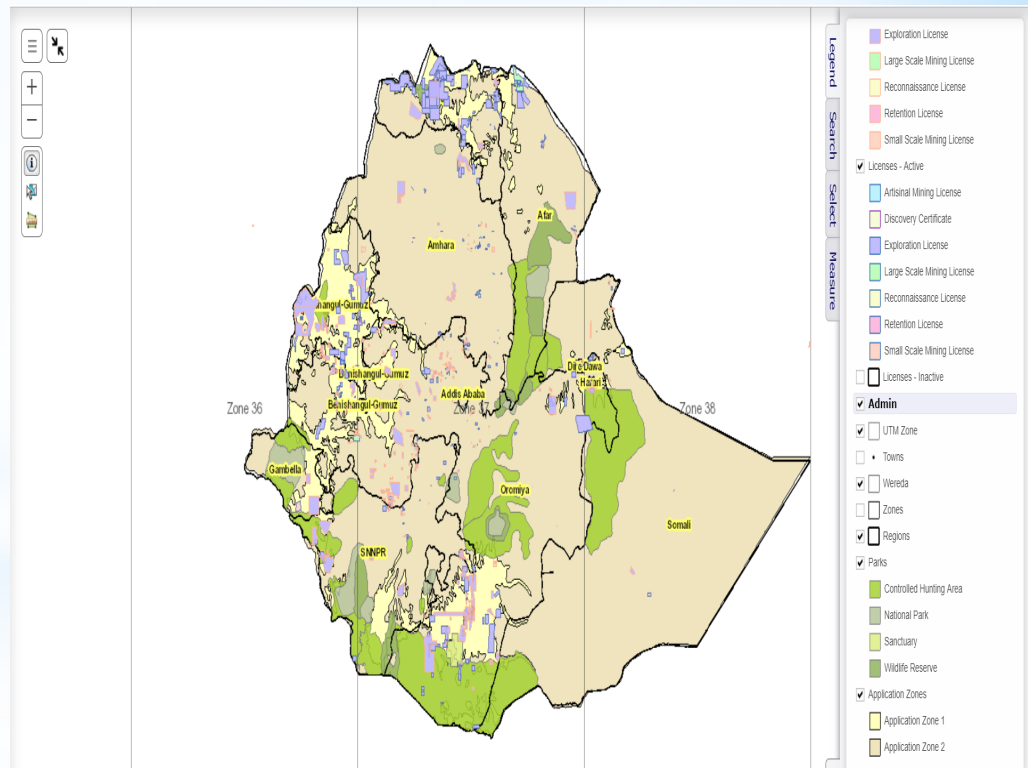 Zone 36
Zone 37
Zone 38
Afar
Amhara
hangul-Gumuz
Benishangul-Gumuz
Benishangul-Gumuz
Addis Ababa
Dire Dawa
Harari
Gambella
Oromiya
SNNPR
Somali
Legend
Search
Select
Measure
Exploration License
Large Scale Mining License
Reconnaissance License
Retention License
Small Scale Mining License
Licenses - Active
Artisinal Mining License
Discovery Certificate
Exploration License
Large Scale Mining License
Reconnaissance License
Retention License
Small Scale Mining License
Licenses - Inactive
Admin
UTM Zone
Towns
Wereda
Zones
Regions
Parks
Controlled Hunting Area
National Park
Sanctuary
Wildlife Reserve
Application Zones
Application Zone 1
Application Zone 2